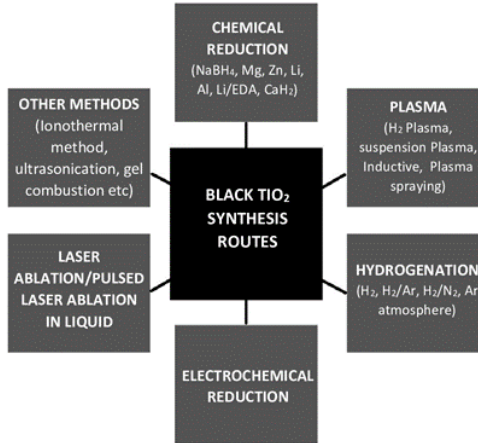 CHEMICAL
REDUCTION
(NaBH₄, Mg, Zn, Li,
Al, Li/EDA, CaH₂)
OTHER METHODS
(Ionothermal
method,
ultrasonication, gel
combustion etc)
PLASMA
(H₂ Plasma,
suspension Plasma,
Inductive, Plasma
spraying)
BLACK TIO₂
SYNTHESIS
ROUTES
LASER
ABLATION/PULSED
LASER ABLATION
IN LIQUID
HYDROGENATION
(H₂, H₂/Ar, H₂/N₂, Ar
atmosphere)
ELECTROCHEMICAL
REDUCTION